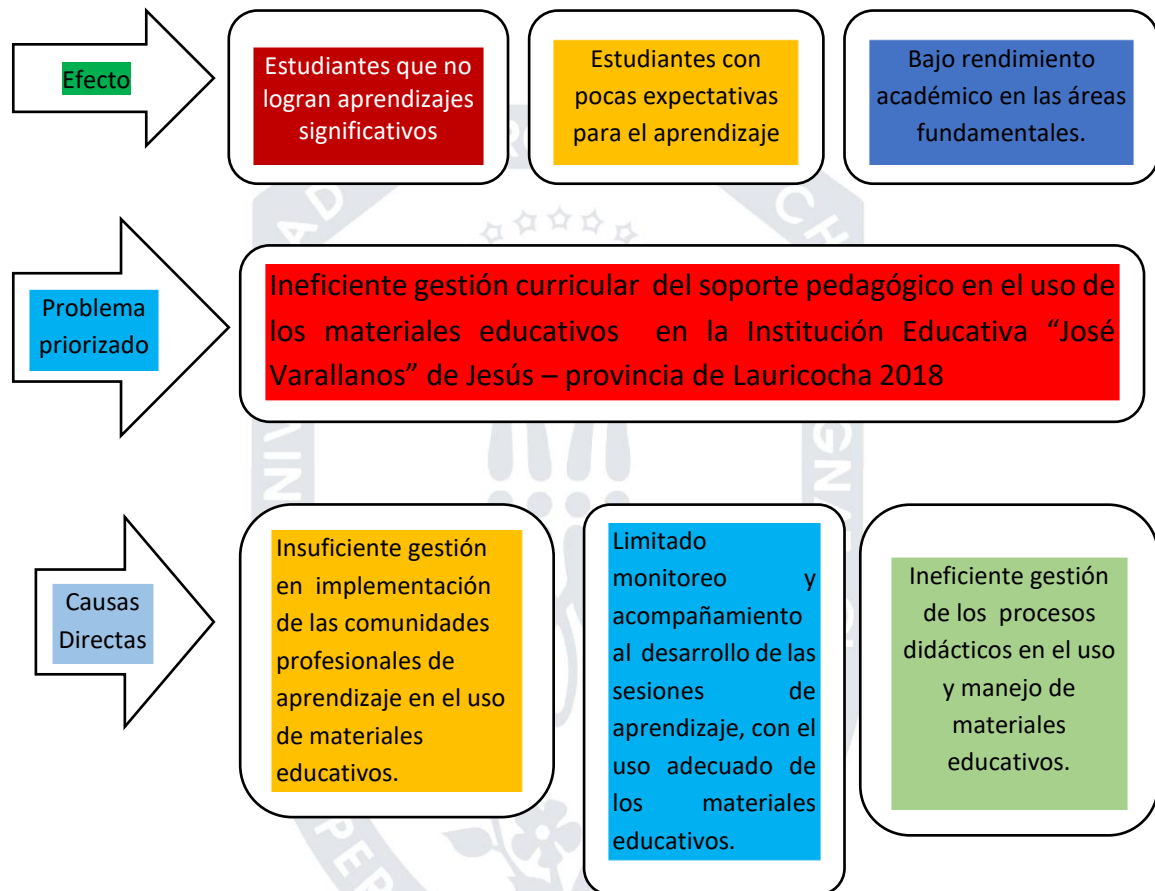 Efecto
Estudiantes que no
logran aprendizajes
significativos
Estudiantes con
pocas expectativas
para el aprendizaje
Bajo rendimiento
académico en las áreas
fundamentales.
Problema
priorizado
Ineficiente gestión curricular del soporte pedagógico en el uso de
los materiales educativos en la Institución Educativa “José
Varallanos” de Jesús – provincia de Lauricocha 2018
Causas
Directas
Insuficiente gestión
en implementación
de las comunidades
profesionales de
aprendizaje en el uso
de materiales
educativos.
Limitado
monitoreo y
acompañamiento
al desarrollo de las
sesiones de
aprendizaje, con el
uso adecuado de
los materiales
educativos.
Ineficiente gestión
de los procesos
didácticos en el uso
y manejo de
materiales
educativos.